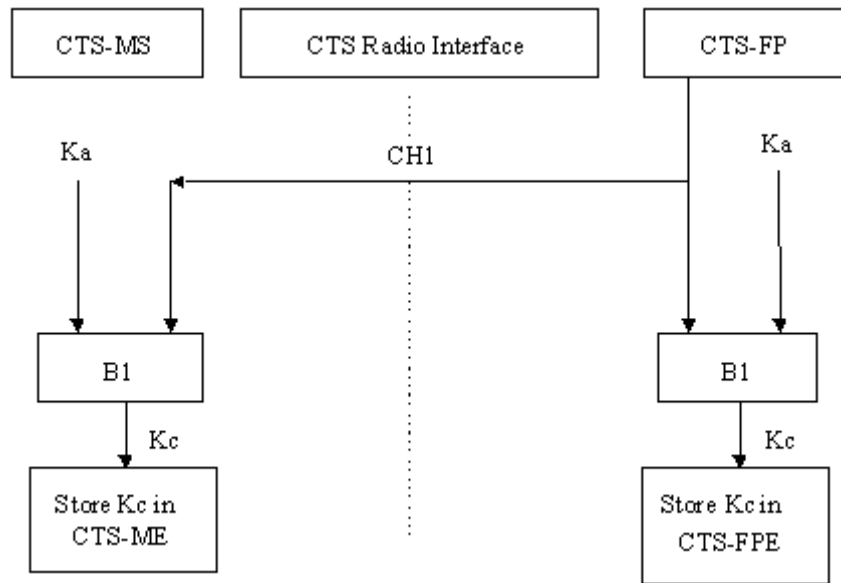 CTS-MS
CTS Radio Interface
CTS-FP
Ka
CH1
Ka
B1
B1
Kc
Kc
Store Kc in
CTS-ME
Store Kc in
CTS-FPE